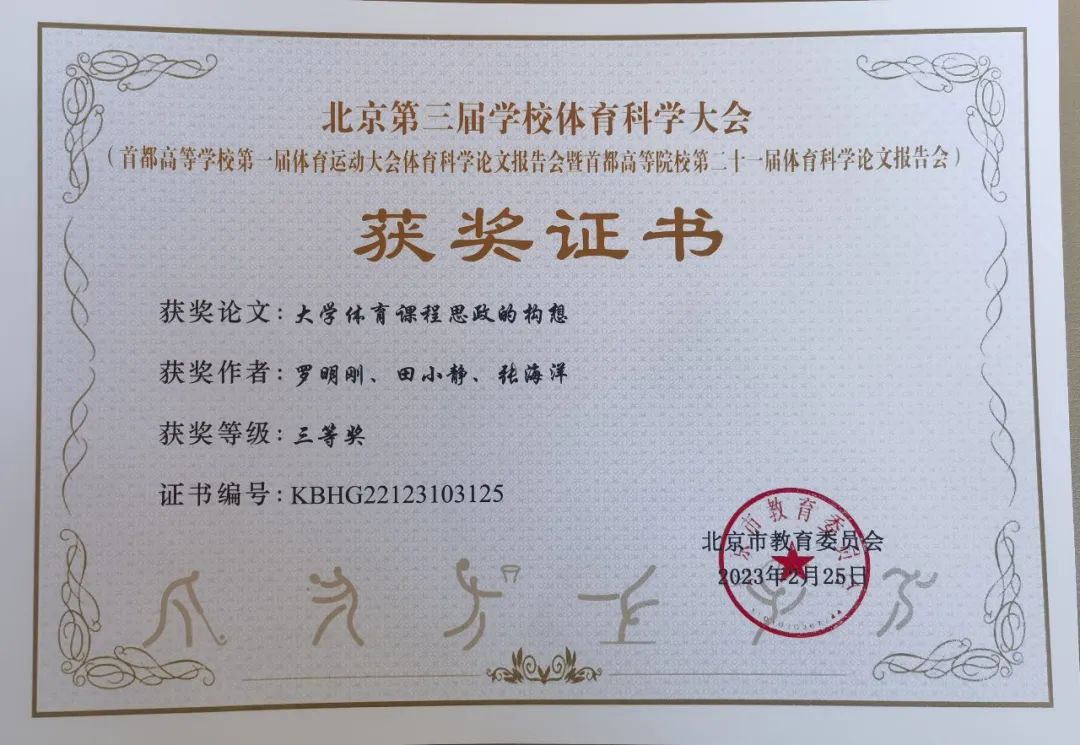 北京第三届学校体育科学大会
（首都高等学校第一届体育运动大会体育科学论文报告会暨首都高等院校第二十一届体育科学论文报告会）
获奖证书
获奖论文：大学体育课程思政的构想
获奖作者：罗明刚、田小静、张海洋
获奖等级：三等奖
证书编号：KBHG22123103125
北京市教育委员会
2023年2月25日
京市教育委员